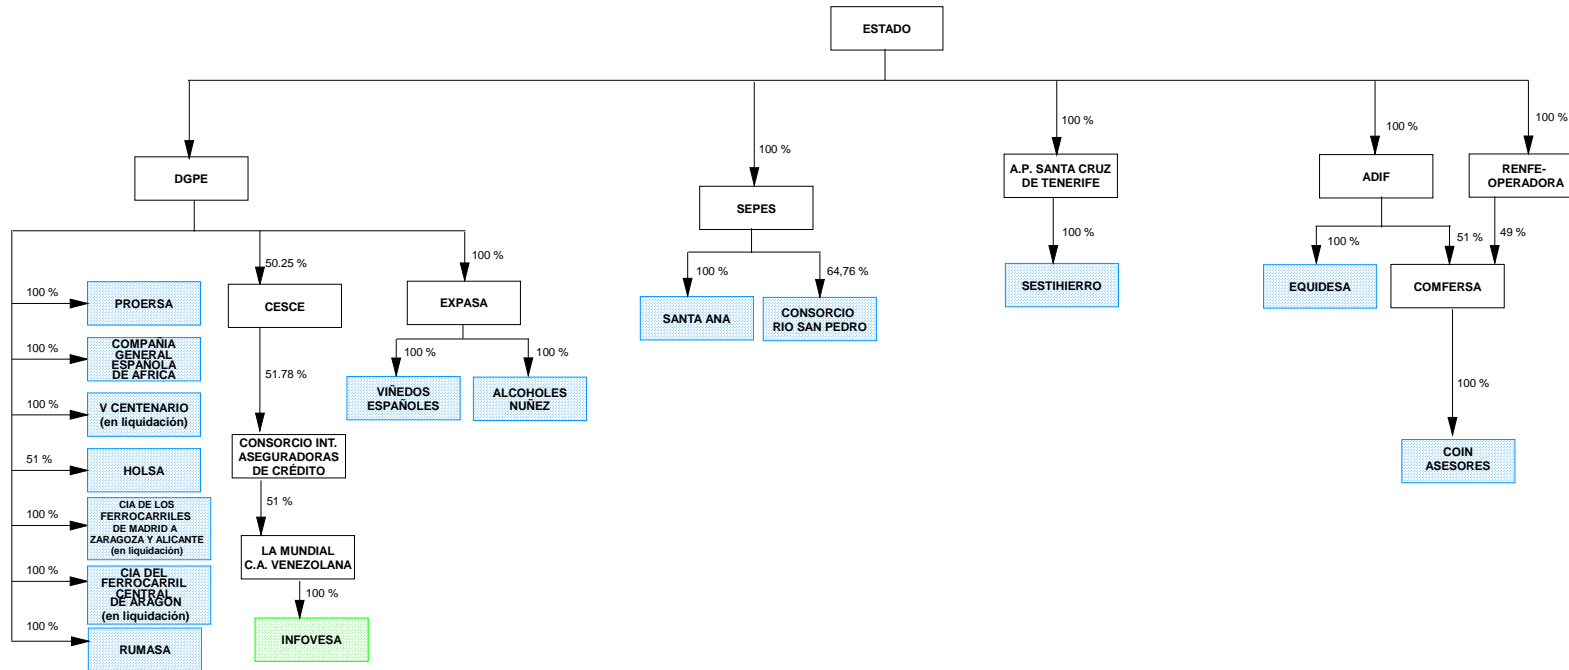 ESTADO
100 %
100 %
100 %
100 %
DGPE
SEPES
A.P. SANTA CRUZ
DE TENERIFE
ADIF
RENFE-
OPERADORA
50.25 %
100 %
100 %
64,76 %
100 %
100 %
51 %
49 %
100 %
PROERSA
CESCE
EXPASA
SANTA ANA
CONSORCIO
RIO SAN PEDRO
SESTIHIERRO
EQUIDESA
COMFERSA
100 %
COMPAÑIA
GENERAL
ESPAÑOLA
DE AFRICA
51.78 %
100 %
100 %
VIÑEDOS
ESPAÑOLES
ALCOHOLES
NUÑEZ
100 %
100 %
V CENTENARIO
(en liquidación)
CONSORCIO INT.
ASEGURADORAS
DE CRÉDITO
COIN
ASESORES
51 %
HOLSA
51 %
100 %
CIA DE LOS
FERROCARRILES
DE MADRID A
ZARAGOZA Y ALICANTE
(en liquidación)
LA MUNDIAL
C.A. VENEZOLANA
100 %
CIA DEL
FERROCARRIL
CENTRAL
DE ARAGON
(en liquidación)
100 %
INFOVESA
100 %
RUMASA